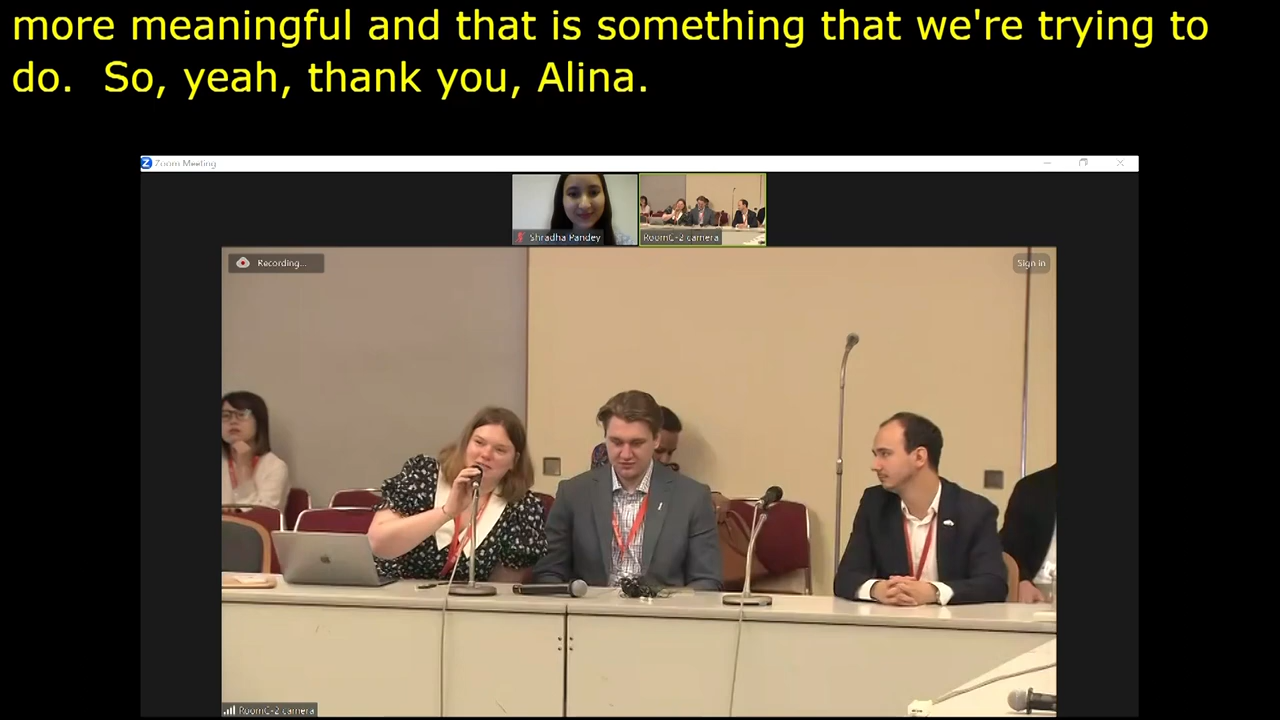 more meaningful and that is something that we're trying to
do.  So, yeah, thank you, Alina.
Zoom Meeting
Shradha Pandey
RoomC-2 camera
Recording...
Sign in
RoomC-2 camera